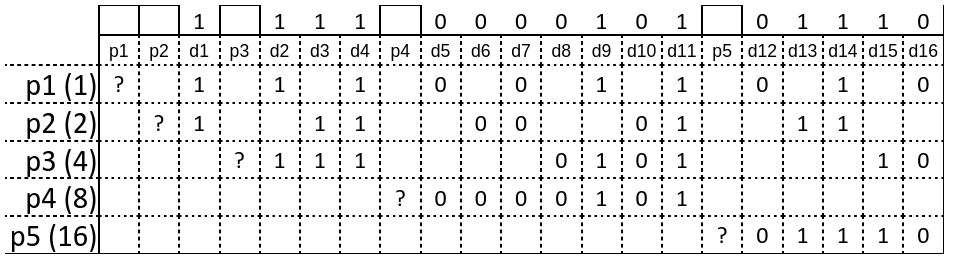 1 1 1 1 0 0 0 0 1 0 1 0 1 1 1 0
p1 p2 d1 p3 d2 d3 d4 p4 d5 d6 d7 d8 d9 d10 d11 p5 d12 d13 d14 d15 d16
p1 (1) ? 1 1 1 0 0 1 1 0 1 0
p2 (2) ? 1 1 1 0 0 0 1 1 1
p3 (4) ? 1 1 1 0 1 0 1 1 0
p4 (8) ? 0 0 0 0 1 0 1
p5 (16) ? 0 1 1 1 0